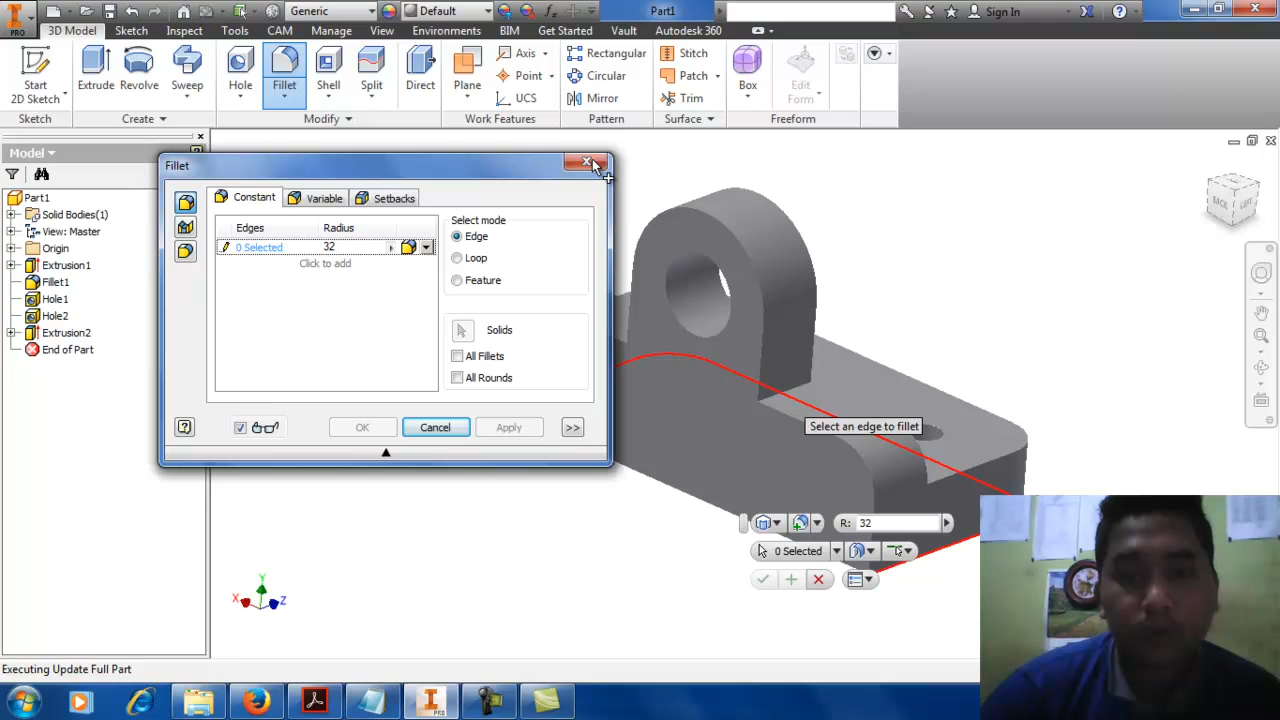 Generic
Default
Part1
Sign In
PRO
3D Model
Sketch
Inspect
Tools
CAM
Manage
View
Environments
BIM
Get Started
Vault
Autodesk 360
Start
2D Sketch
Extrude
Revolve
Sweep
Hole
Fillet
Shell
Split
Direct
Plane
Axis
Point
UCS
Rectangular
Circular
Mirror
Stitch
Patch
Trim
Box
Edit
Form
Sketch
Create
Modify
Work Features
Pattern
Surface
Freeform
Model
Part1
Solid Bodies(1)
View: Master
Origin
Extrusion1
Fillet1
Hole1
Hole2
Extrusion2
End of Part
Fillet
Constant
Variable
Setbacks
Edges
Radius
0 Selected
32
Click to add
Select mode
Edge
Loop
Feature
Solids
All Fillets
All Rounds
OK
Cancel
Apply
>>
BACK
LEFT
Select an edge to fillet
R: 32
0 Selected
Y
X
Z
Executing Update Full Part
PRO